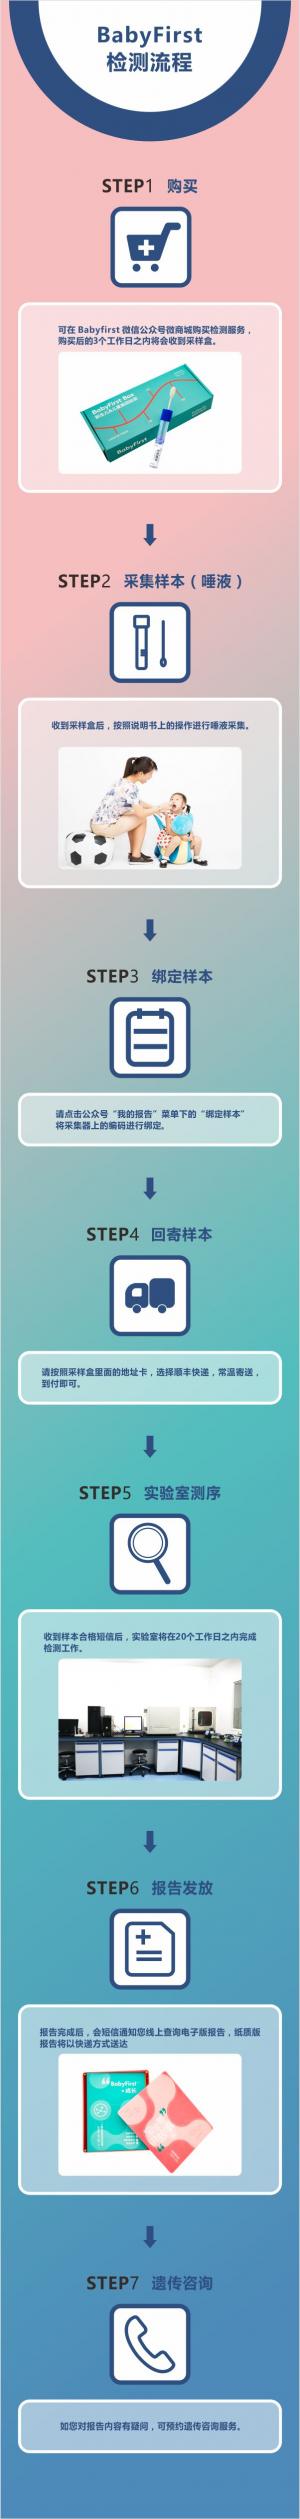 BabyFirst
检测流程
STEP1 购买
可在 Babyfirst 微信公众号微商城购买检测服务，
购买后的3个工作日之内将会收到采样盒。
BabyFirst Box
BabyFirst
STEP2 采集样本（唾液）
收到采样盒后，按照说明书上的操作进行唾液采集。
STEP3 绑定样本
请点击公众号“我的报告”菜单下的“绑定样本”
将采集器上的编码进行绑定。
STEP4 回寄样本
请按照采样盒里面的地址卡，选择顺丰快递，常温寄送，
到付即可。
STEP5 实验室测序
收到样本合格短信后，实验室将在20个工作日之内完成
检测工作。
STEP6 报告发放
报告完成后，会短信通知您线上查询电子版报告，纸质版
报告将以快递方式送达
BabyFirst
+成长
STEP7 遗传咨询
如您对报告内容有疑问，可预约遗传咨询服务。